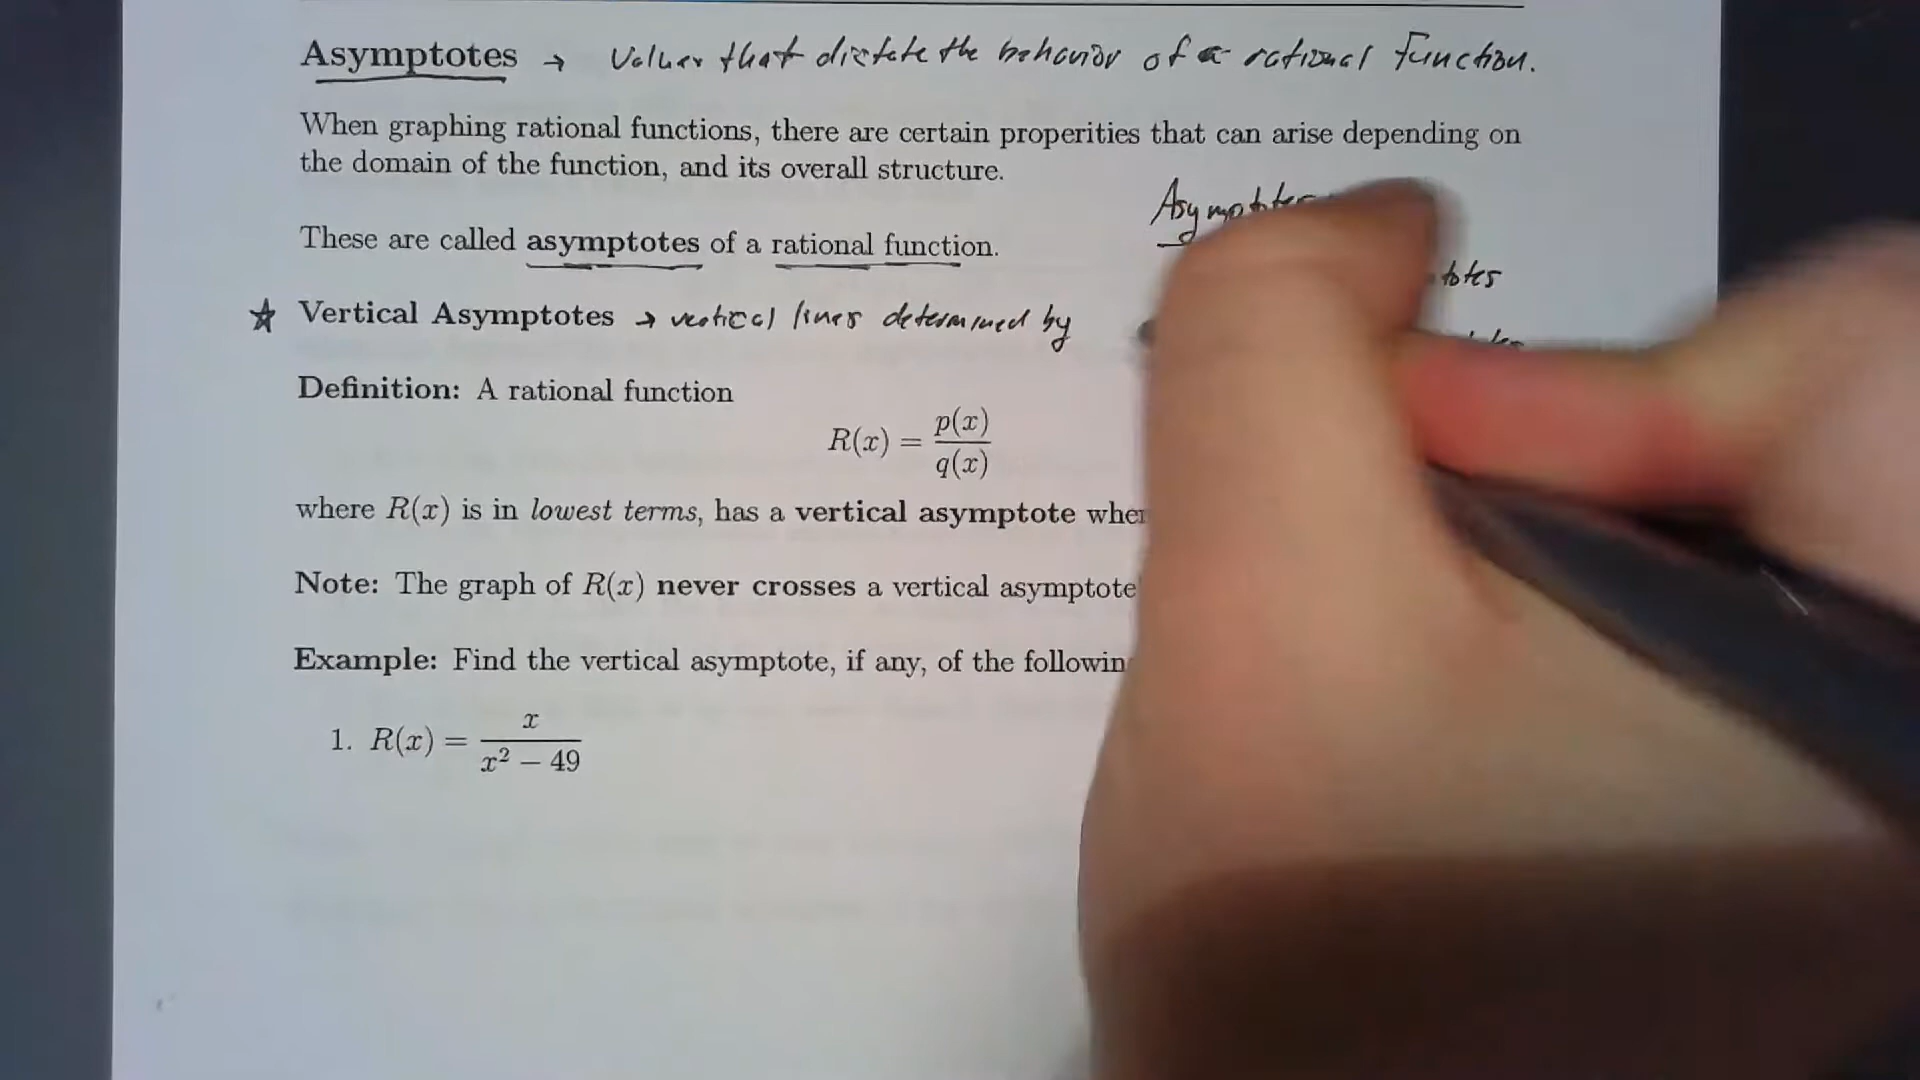 Asymptotes → Values that dictate the behavior of a rational function.
When graphing rational functions, there are certain properities that can arise depending on
the domain of the function, and its overall structure.
Asymptotes
These are called asymptotes of a rational function.
totes
☆ Vertical Asymptotes → vertical lines determined by
Definition: A rational function
R(x) = p(x)/q(x)
where R(x) is in lowest terms, has a vertical asymptote
Note: The graph of R(x) never crosses a vertical asymptote
Example: Find the vertical asymptote, if any, of the
1. R(x) = x/(x² − 49)